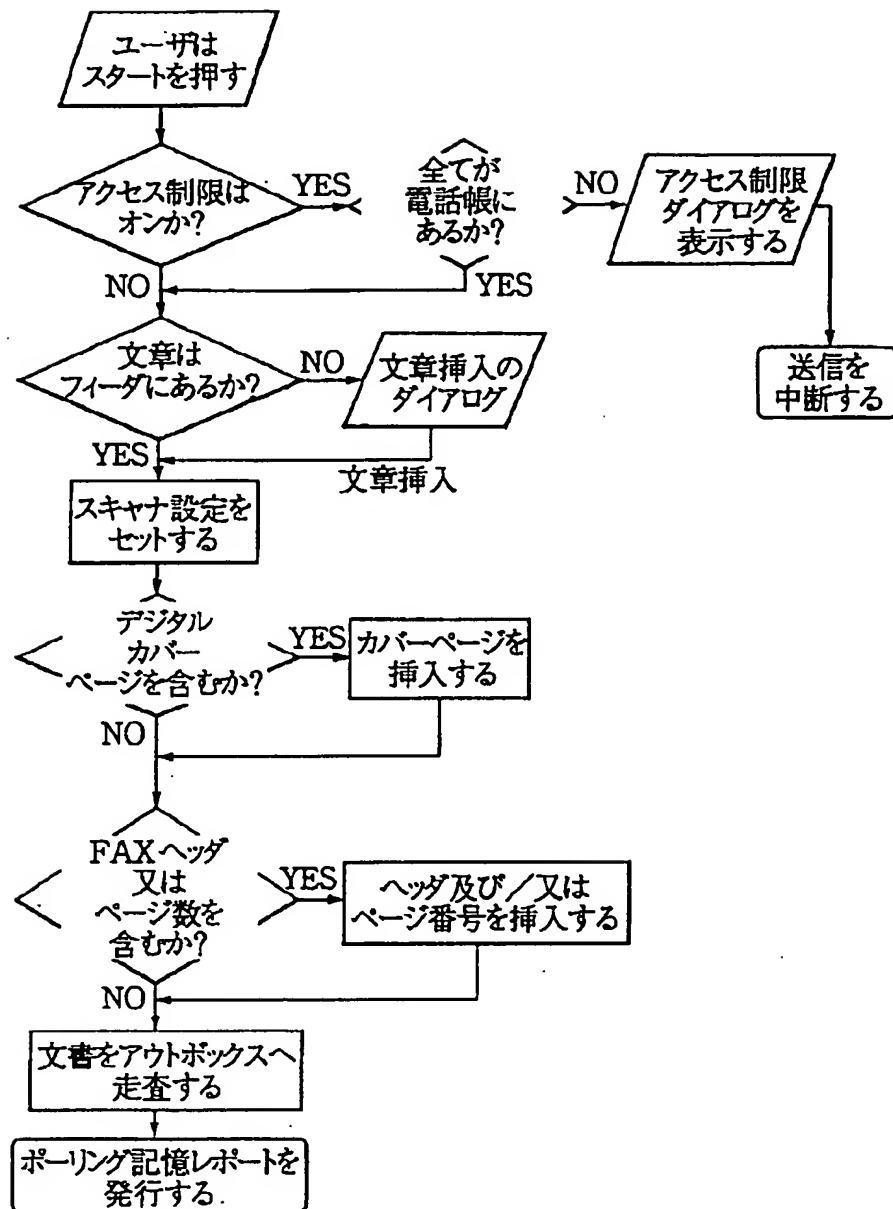 ユーザは
スタートを押す
アクセス制限は
オンか?
YES
全てが
電話帳に
あるか?
NO
アクセス制限
ダイアログを
表示する
NO
YES
文章は
フィーダにあるか?
NO
文章挿入の
ダイアログ
送信を
中断する
YES
文章挿入
スキャナ設定を
セットする
デジタル
カバー
ページを含むか?
YES
カバーページを
挿入する
NO
FAXヘッダ
又は
ページ数を
含むか?
YES
ヘッダ及び/又は
ページ番号を挿入する
NO
文書をアウトボックスへ
走査する
ポーリング記憶レポートを
発行する.